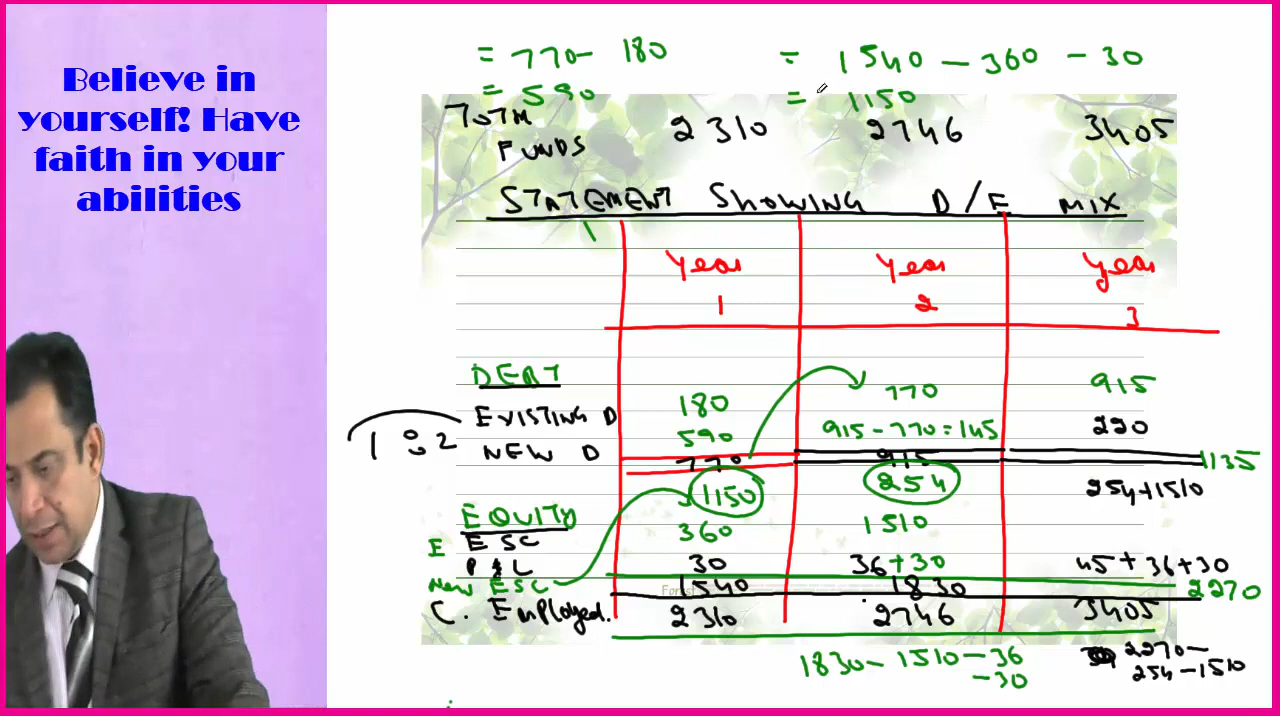 Believe in
yourself! Have
faith in your
abilities
= 770 - 180
= 590
= 1540 - 360 - 30
= 1150
TOTAL FUNDS 2310 2746 3405
STATEMENT SHOWING D/E MIX
Year 1 Year 2 Year 3
DEBT
EXISTING D 180 770 915
1:2 NEW D 590 915 - 770 = 145 220
770 915 1135
1150 254 254+1510
EQUITY
E ESC 360 1510
P & L 30 36+30 45+36+30
New ESC 1540 1830 2270
C. Employed. 2310 2746 3405
1830 - 1510 - 36
- 30
2270 -
254 - 1510